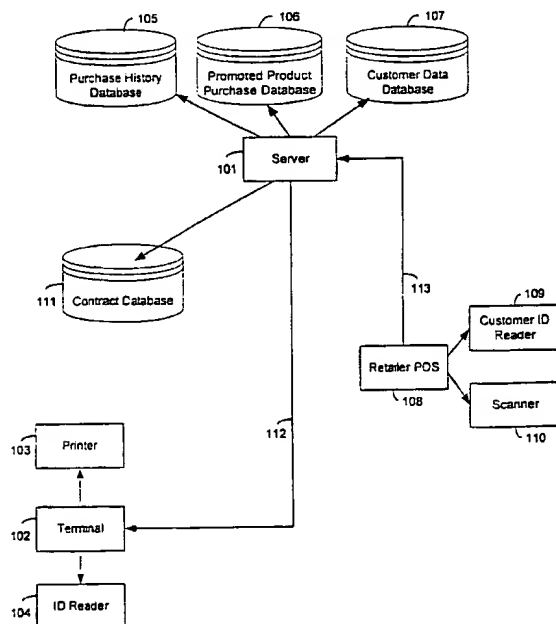 105
106
107
Purchase History
Database
Promoted Product
Purchase Database
Customer Data
Database
101
Server
111
Contract Database
113
109
Customer ID
Reader
Retailer POS
108
Scanner
110
112
103
Printer
102
Terminal
104
ID Reader